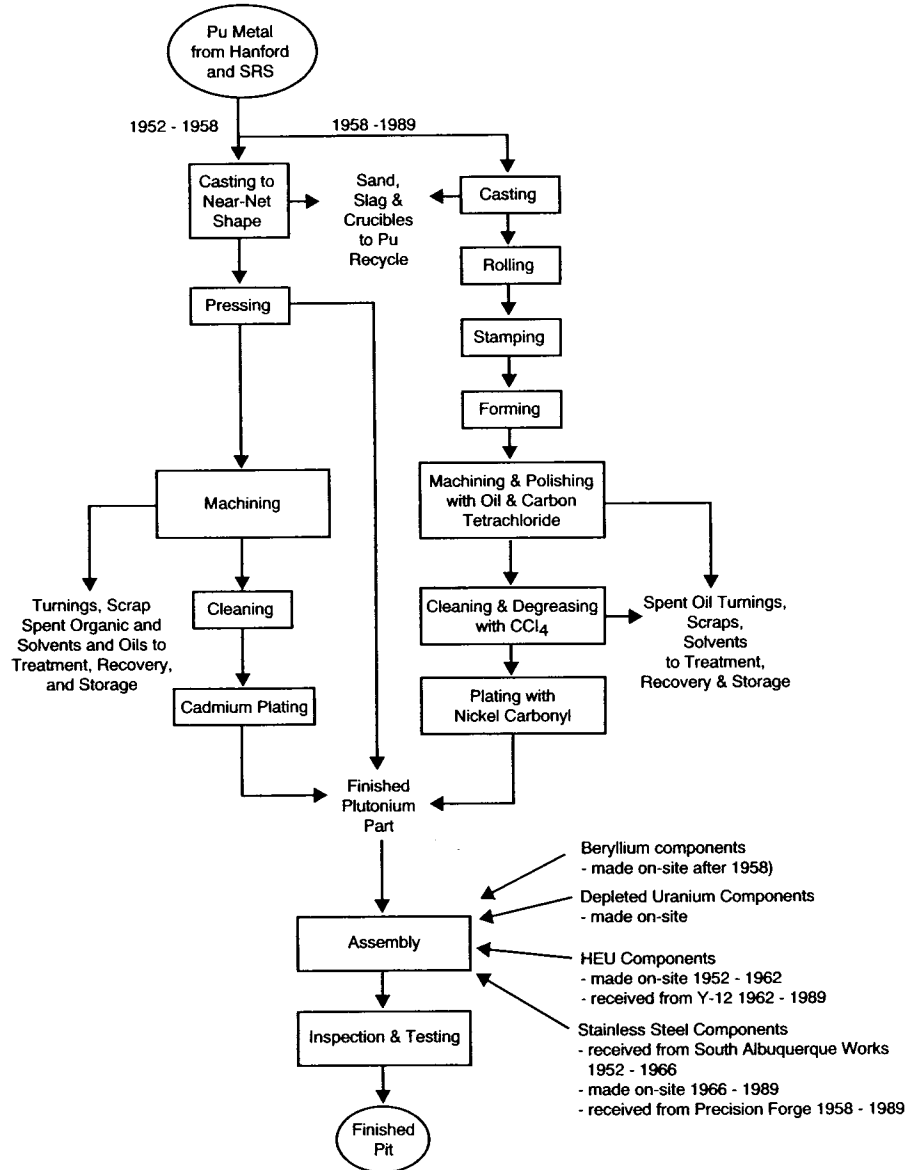 Pu Metal
from Hanford
and SRS
1952 - 1958
1958 -1989
Casting to
Near-Net
Shape
Sand,
Slag &
Crucibles
to Pu
Recycle
Casting
Rolling
Pressing
Stamping
Forming
Machining
Machining & Polishing
with Oil & Carbon
Tetrachloride
Turnings, Scrap
Spent Organic and
Solvents and Oils to
Treatment, Recovery,
and Storage
Cleaning
Cleaning & Degreasing
with CCl4
Spent Oil Turnings,
Scraps,
Solvents
to Treatment,
Recovery & Storage
Cadmium Plating
Plating with
Nickel Carbonyl
Finished
Plutonium
Part
Beryllium components
- made on-site after 1958)
Depleted Uranium Components
- made on-site
Assembly
HEU Components
- made on-site 1952 - 1962
- received from Y-12 1962 - 1989
Inspection & Testing
Stainless Steel Components
- received from South Albuquerque Works
1952 - 1966
- made on-site 1966 - 1989
- received from Precision Forge 1958 - 1989
Finished
Pit